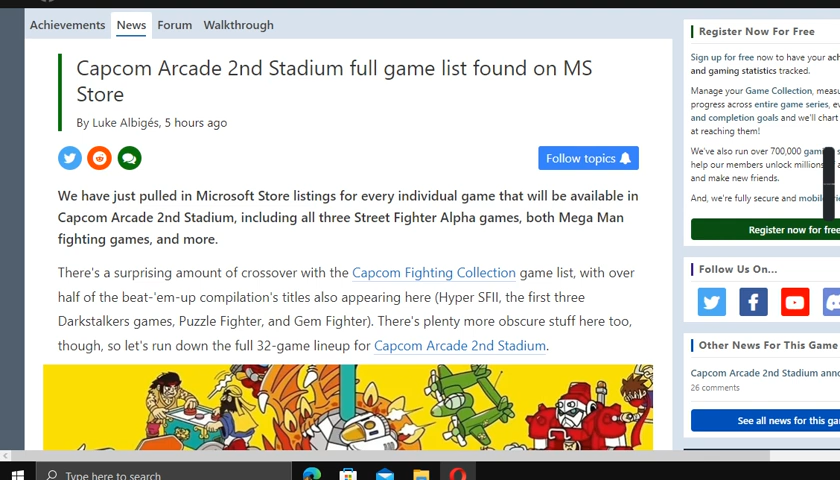 Achievements News Forum Walkthrough
Capcom Arcade 2nd Stadium full game list found on MS
Store
By Luke Albigés, 5 hours ago
Follow topics
We have just pulled in Microsoft Store listings for every individual game that will be available in
Capcom Arcade 2nd Stadium, including all three Street Fighter Alpha games, both Mega Man
fighting games, and more.
There's a surprising amount of crossover with the Capcom Fighting Collection game list, with over
half of the beat-'em-up compilation's titles also appearing here (Hyper SFII, the first three
Darkstalkers games, Puzzle Fighter, and Gem Fighter). There's plenty more obscure stuff here too,
though, so let's run down the full 32-game lineup for Capcom Arcade 2nd Stadium.
Register Now For Free
Sign up for free now to have your
and gaming statistics tracked.
Manage your Game Collection,
progress across entire game series,
and completion goals and we'll chart
at reaching them!
We've also run over 700,000
help our members unlock millions
and make new friends.
And, we're fully secure and
Register now for free
Follow Us On...
Other News For This Game
Capcom Arcade 2nd Stadium
26 comments
See all news for this
Type here to search